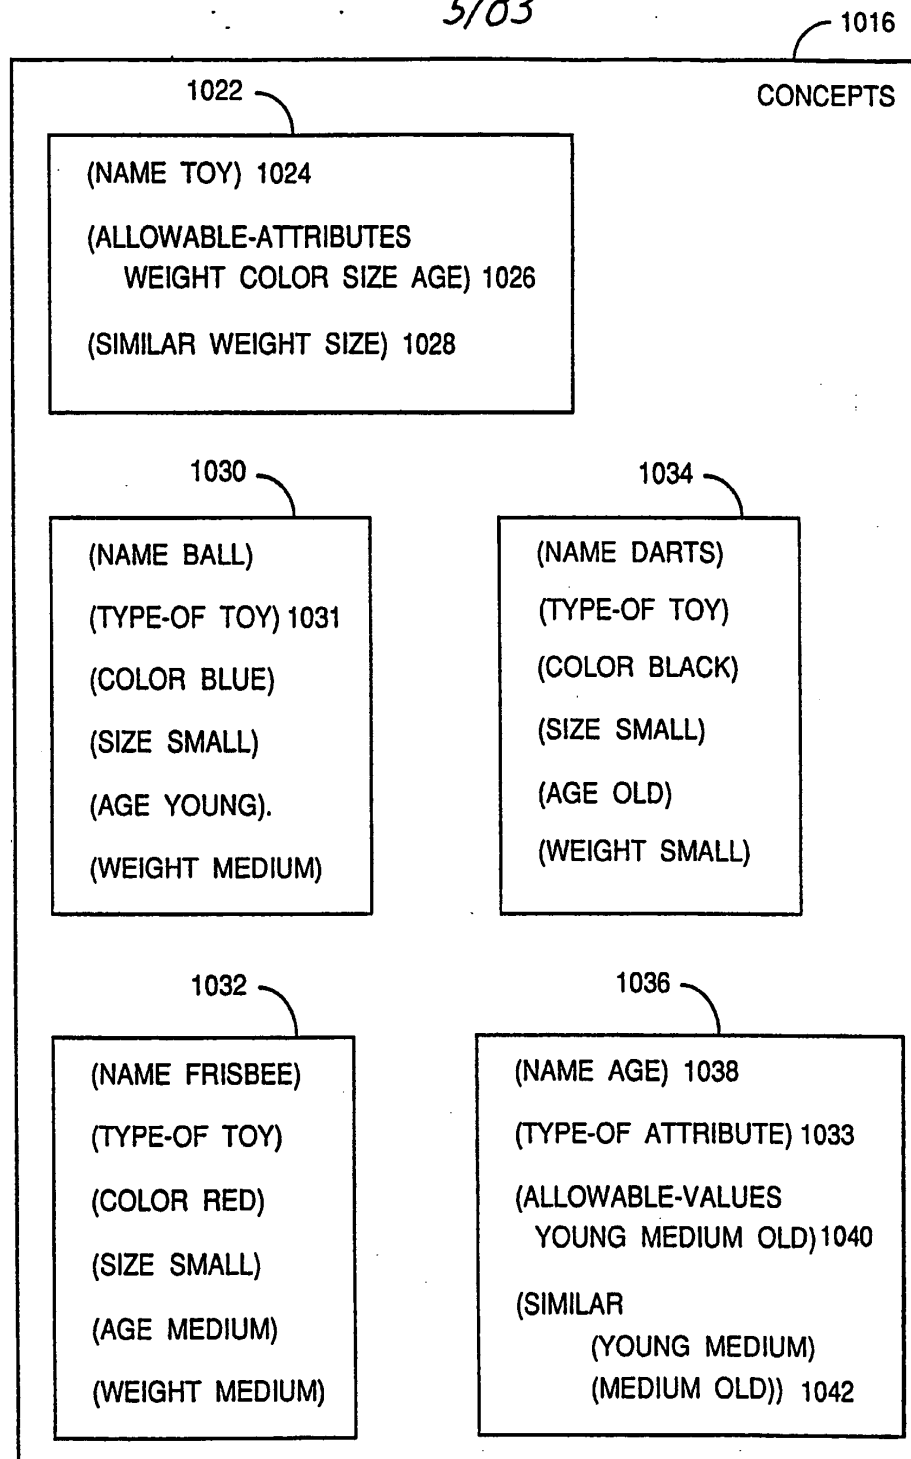 5/83
1016
CONCEPTS
1022
(NAME TOY) 1024
(ALLOWABLE-ATTRIBUTES
WEIGHT COLOR SIZE AGE) 1026
(SIMILAR WEIGHT SIZE) 1028
1030
(NAME BALL)
(TYPE-OF TOY) 1031
(COLOR BLUE)
(SIZE SMALL)
(AGE YOUNG).
(WEIGHT MEDIUM)
1034
(NAME DARTS)
(TYPE-OF TOY)
(COLOR BLACK)
(SIZE SMALL)
(AGE OLD)
(WEIGHT SMALL)
1032
(NAME FRISBEE)
(TYPE-OF TOY)
(COLOR RED)
(SIZE SMALL)
(AGE MEDIUM)
(WEIGHT MEDIUM)
1036
(NAME AGE) 1038
(TYPE-OF ATTRIBUTE) 1033
(ALLOWABLE-VALUES
YOUNG MEDIUM OLD) 1040
(SIMILAR
(YOUNG MEDIUM)
(MEDIUM OLD)) 1042